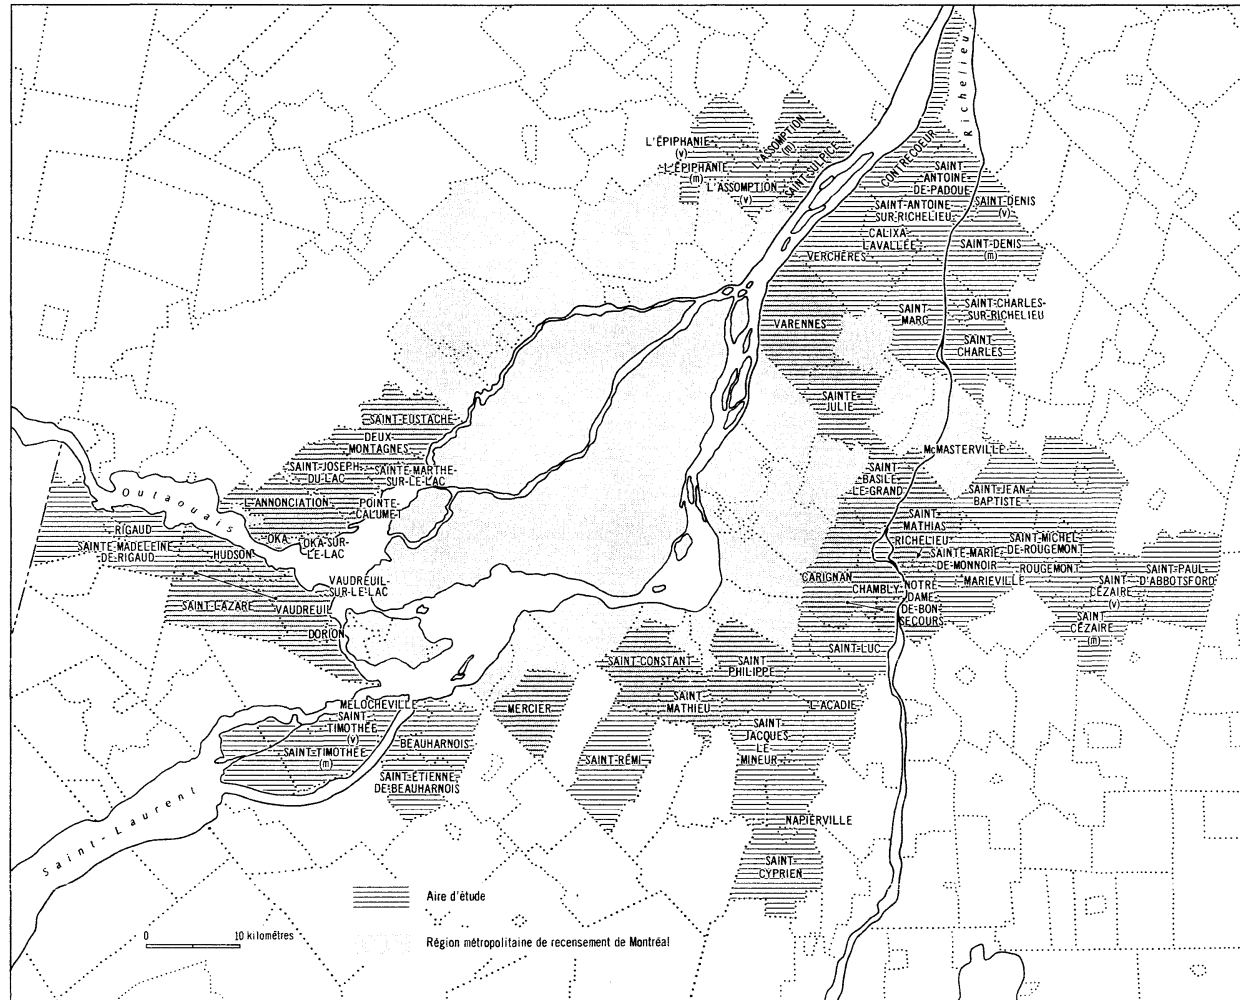 Richelieu
L'ÉPIPHANIE
(v)
L'ÉPIPHANIE
(m)
L'ASSOMPTION
(m)
L'ASSOMPTION
(v)
SAINT-SULPICE
CONTRECOEUR
SAINT
ANTOINE-
DE-PADOUE
SAINT-ANTOINE
SUR-RICHELIEU
SAINT-DENIS
(v)
CALIXA-
LAVALLÉE
SAINT-DENIS
(m)
VERCHÈRES
SAINT-
MARC
SAINT-CHARLES-
SUR-RICHELIEU
VARENNES
SAINT-
CHARLES
SAINTE-
JULIE
SAINT-EUSTACHE
DEUX-
MONTAGNES
SAINT-JOSEPH-
DU-LAC
SAINTE-MARTHE-
SUR-LE-LAC
L'ANNONCIATION
POINTE-
CALUMET
OKA
OKA-SUR-
LE-LAC
Outaouais
RIGAUD
SAINTE-MADELEINE
DE-RIGAUD
HUDSON
VAUDREUIL-
SUR-LE-LAC
SAINT-LAZARE
VAUDREUIL
DORION
McMASTERVILLE
SAINT-
BASILE-
LE-GRAND
SAINT-JEAN-
BAPTISTE
SAINT-
MATHIAS
RICHELIEU
SAINT-MICHEL-
DE-ROUGEMONT
SAINTE-MARIE-
DE-MONNOIR
ROUGEMONT
SAINT-PAUL-
D'ABBOTSFORD
CARIGNAN
CHAMBLY
MARIEVILLE
NOTRE-
DAME-
DE-BON-
SECOURS
SAINT-
CÉZAIRE
(v)
SAINT-
CÉZAIRE
(m)
SAINT-LUC
SAINT-CONSTANT
SAINT-
PHILIPPE
SAINT-
MATHIEU
L'ACADIE
MERCIER
SAINT-
JACQUES
LE
MINEUR
SAINT-RÉMI
MELOCHEVILLE
SAINT-
TIMOTHÉE
(v)
SAINT-TIMOTHÉE
(m)
BEAUHARNOIS
SAINT-ÉTIENNE
DE-BEAUHARNOIS
NAPIERVILLE
SAINT-
CYPRIEN
Saint-Laurent
Aire d'étude
0 10 kilomètres
Région métropolitaine de recensement de Montréal